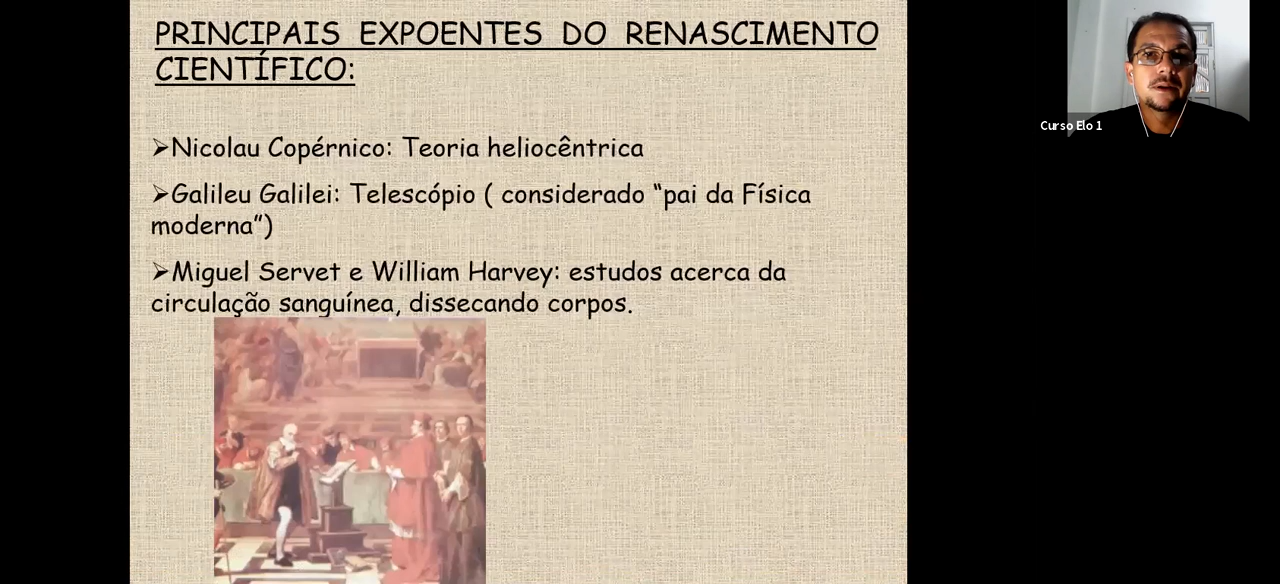 PRINCIPAIS EXPOENTES DO RENASCIMENTO
CIENTÍFICO:
➢Nicolau Copérnico: Teoria heliocêntrica
➢Galileu Galilei: Telescópio ( considerado “pai da Física
moderna”)
➢Miguel Servet e William Harvey: estudos acerca da
circulação sanguínea, dissecando corpos.
Curso Elo 1